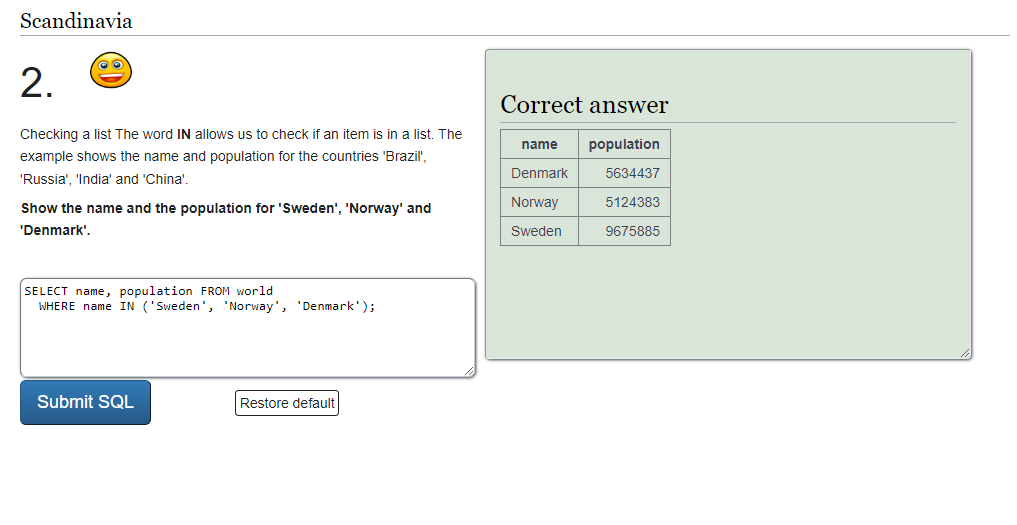 Scandinavia
2.
Checking a list The word IN allows us to check if an item is in a list. The
example shows the name and population for the countries 'Brazil',
'Russia', 'India' and 'China'.
Show the name and the population for 'Sweden', 'Norway' and
'Denmark'.
SELECT name, population FROM world
  WHERE name IN ('Sweden', 'Norway', 'Denmark');
Submit SQL
Restore default
Correct answer
name population
Denmark 5634437
Norway 5124383
Sweden 9675885